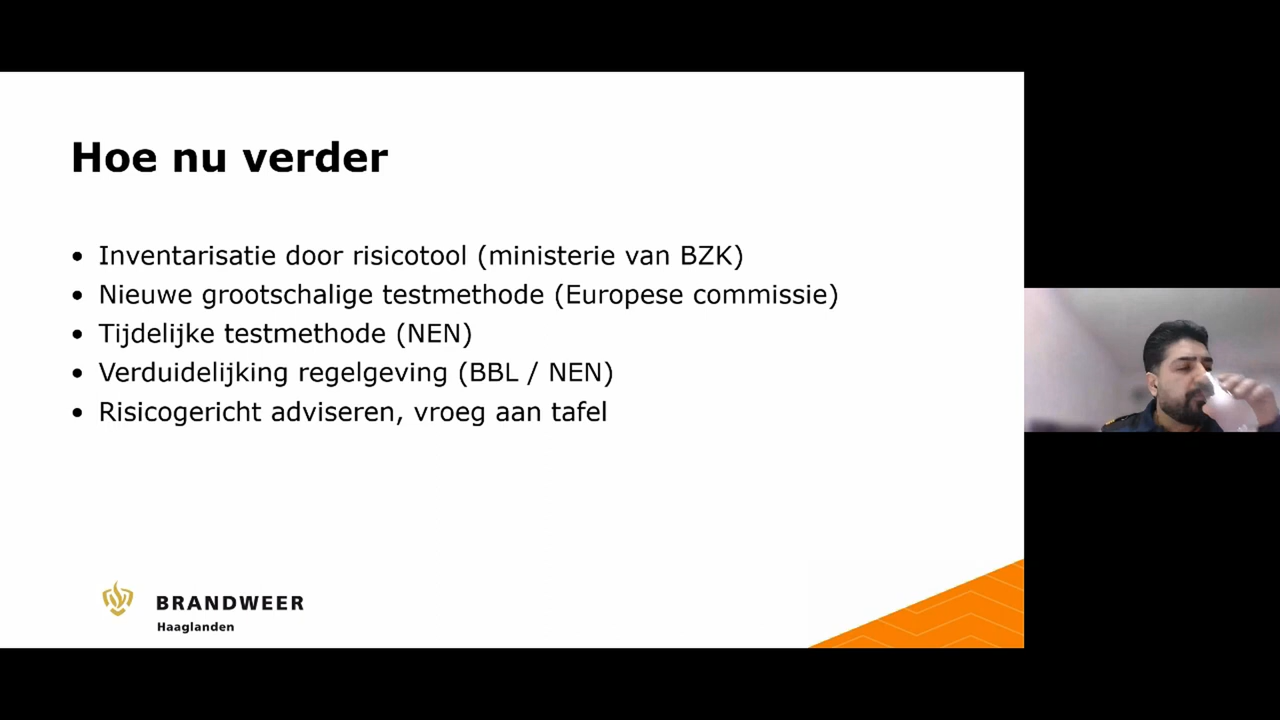 Hoe nu verder
• Inventarisatie door risicotool (ministerie van BZK)
• Nieuwe grootschalige testmethode (Europese commissie)
• Tijdelijke testmethode (NEN)
• Verduidelijking regelgeving (BBL / NEN)
• Risicogericht adviseren, vroeg aan tafel
BRANDWEER
Haaglanden